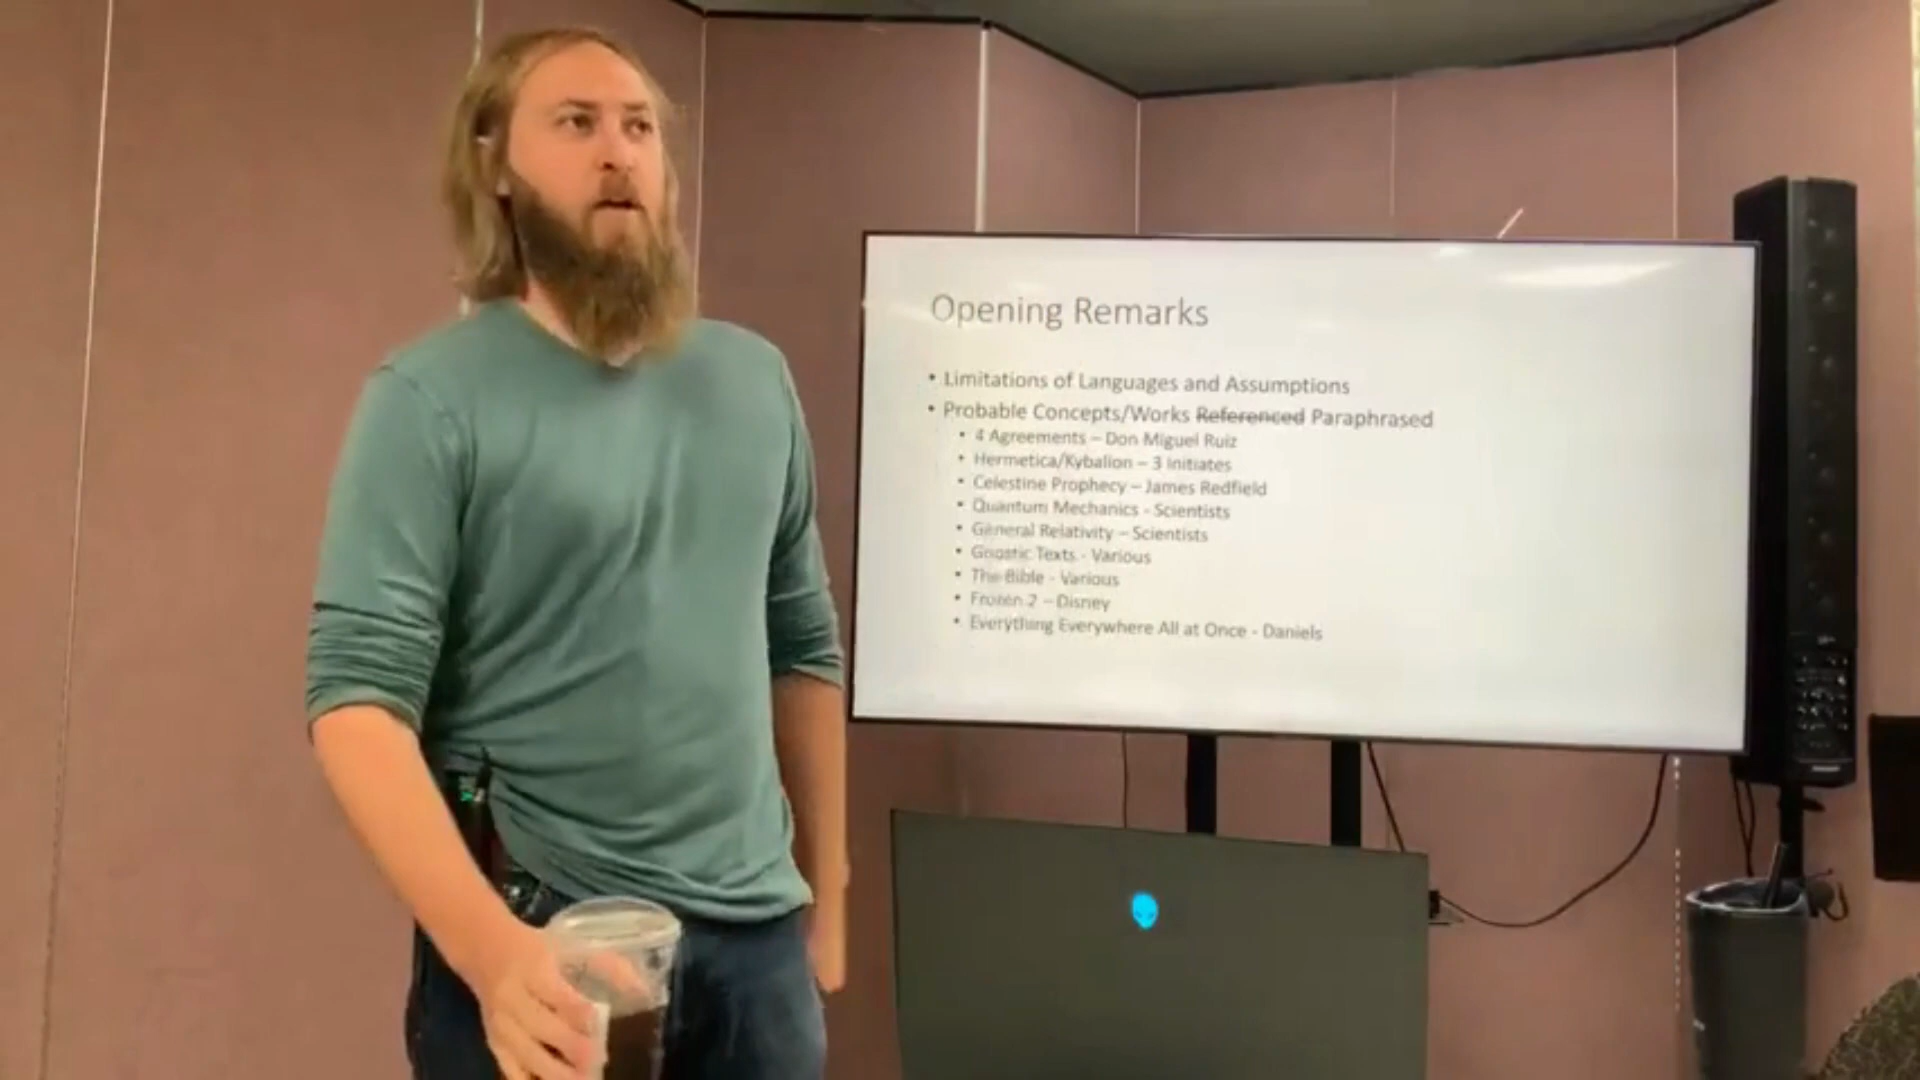 Opening Remarks
• Limitations of Languages and Assumptions
• Probable Concepts/Works Referenced Paraphrased
• 4 Agreements – Don Miguel Ruiz
• Hermetica/Kybalion – 3 Initiates
• Celestine Prophecy – James Redfield
• Quantum Mechanics - Scientists
• General Relativity – Scientists
• Gnostic Texts - Various
• The Bible - Various
• Frozen 2 – Disney
• Everything Everywhere All at Once - Daniels